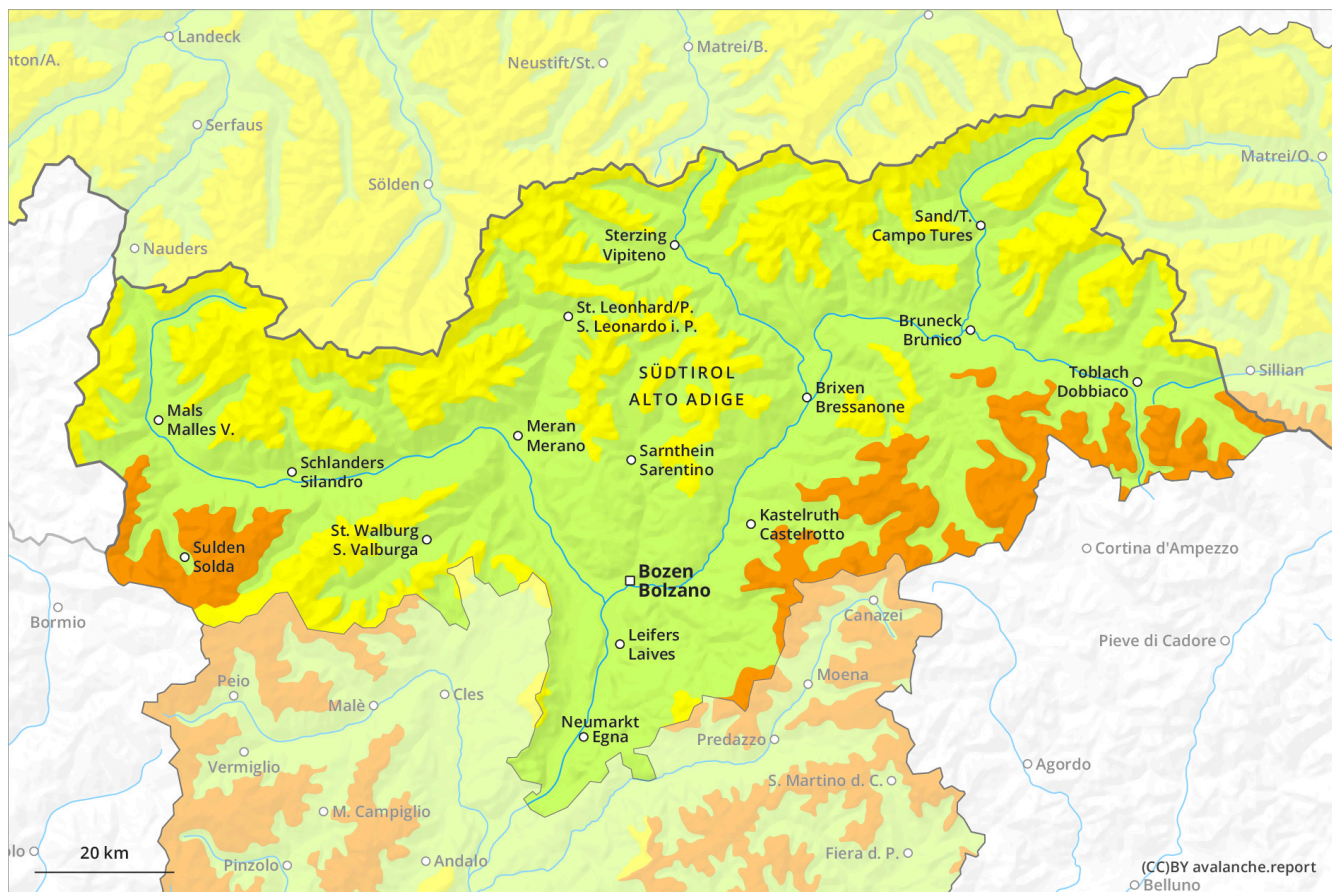 Landeck
Matrei/B.
nton/A.
Neustift/St.
Serfaus
Matrei/O.
Sölden
Sand/T.
Campo Tures
Sterzing
Vipiteno
Nauders
St. Leonhard/P.
S. Leonardo i. P.
Bruneck
Brunico
SÜDTIROL
ALTO ADIGE
Toblach
Dobbiaco
Sillian
Brixen
Bressanone
Mals
Malles V.
Meran
Merano
Sarnthein
Sarentino
Schlanders
Silandro
Kastelruth
Castelrotto
St. Walburg
S. Valburga
Sulden
Solda
Cortina d'Ampezzo
Bozen
Bolzano
Bormio
Canazei
Leifers
Laives
Pieve di Cadore
Peio
Moena
Cles
Malè
Neumarkt
Egna
Predazzo
Vermiglio
Agordo
S. Martino d. C.
M. Campiglio
olo
20 km
Pinzolo
Andalo
Fiera d. P.
(CC)BY avalanche.report
Belluno